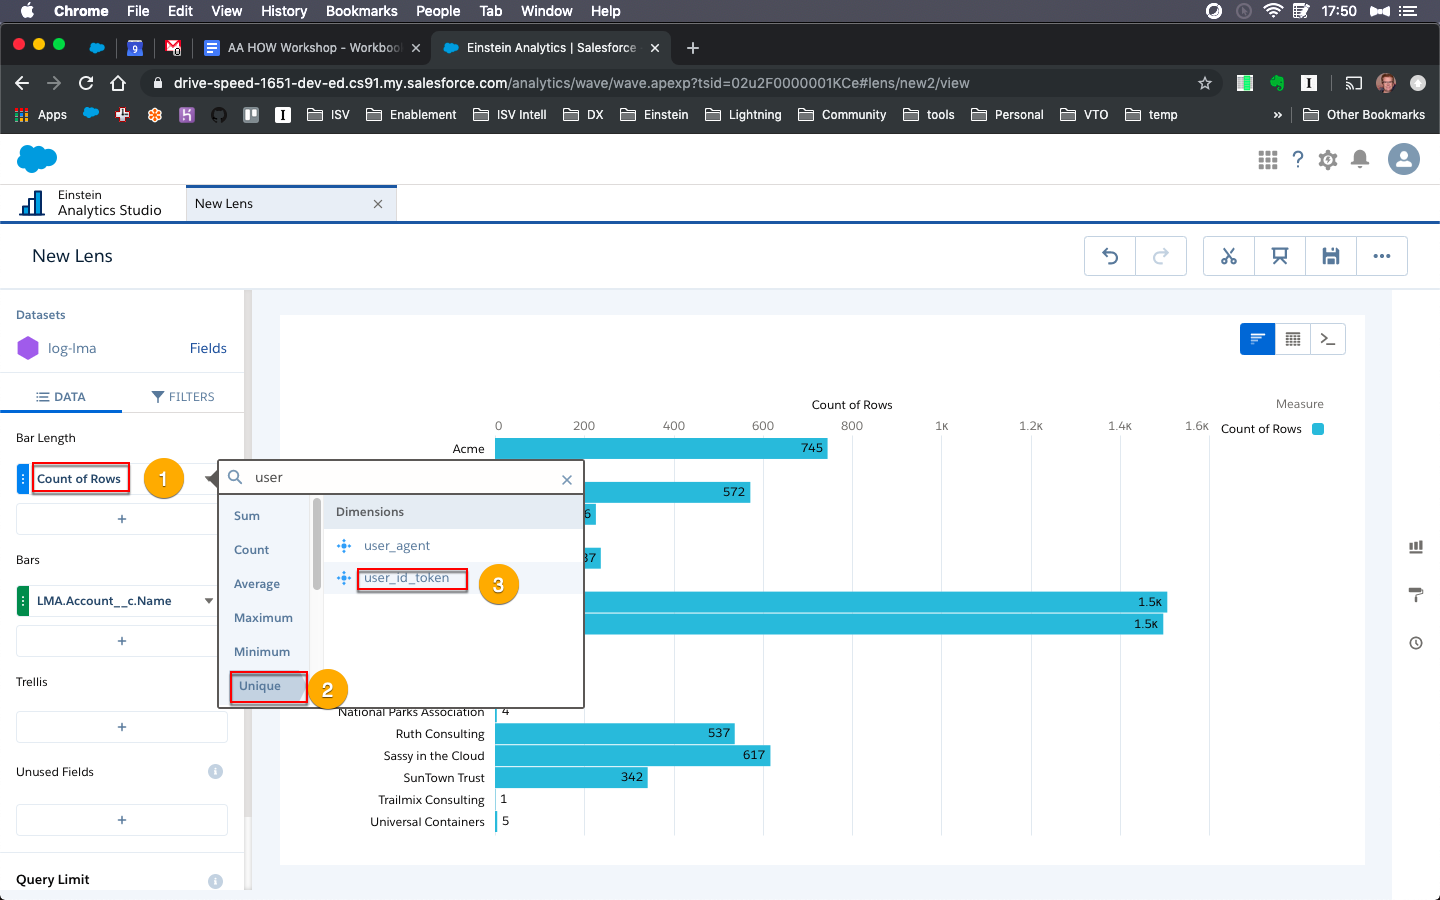 Chrome File Edit View History Bookmarks People Tab Window Help 17:50
9 0 AA HOW Workshop - Workboo Einstein Analytics | Salesforce
drive-speed-1651-dev-ed.cs91.my.salesforce.com/analytics/wave/wave.apexp?tsid=02u2F0000001KCe#lens/new2/view
Apps ISV Enablement ISV Intell DX Einstein Lightning Community tools Personal VTO temp » Other Bookmarks
Einstein
Analytics Studio
New Lens
New Lens
Datasets
log-lma Fields
DATA FILTERS
Bar Length
Count of Rows
1
+
Bars
LMA.Account__c.Name
+
Trellis
+
Unused Fields
+
Query Limit
user
Sum
Count
Average
Maximum
Minimum
Unique
2
Dimensions
user_agent
user_id_token
3
Count of Rows
0 200 400 600 800 1K 1.2K 1.4K 1.6K
Measure
Count of Rows
Acme 745
572
6
37
1.5K
1.5K
National Parks Association 4
Ruth Consulting 537
Sassy in the Cloud 617
SunTown Trust 342
Trailmix Consulting 1
Universal Containers 5